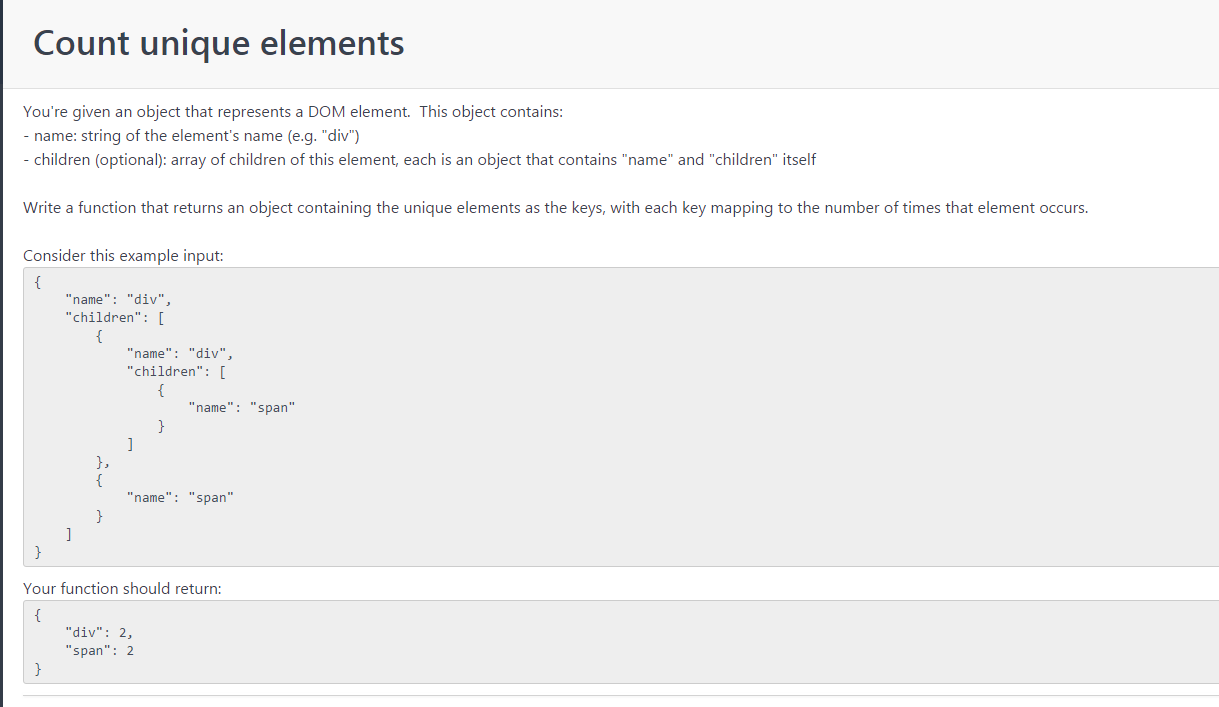 Count unique elements
You're given an object that represents a DOM element.  This object contains:
- name: string of the element's name (e.g. "div")
- children (optional): array of children of this element, each is an object that contains "name" and "children" itself
Write a function that returns an object containing the unique elements as the keys, with each key mapping to the number of times that element occurs.
Consider this example input:
{
    "name": "div",
    "children": [
        {
            "name": "div",
            "children": [
                {
                    "name": "span"
                }
            ]
        },
        {
            "name": "span"
        }
    ]
}
Your function should return:
{
    "div": 2,
    "span": 2
}